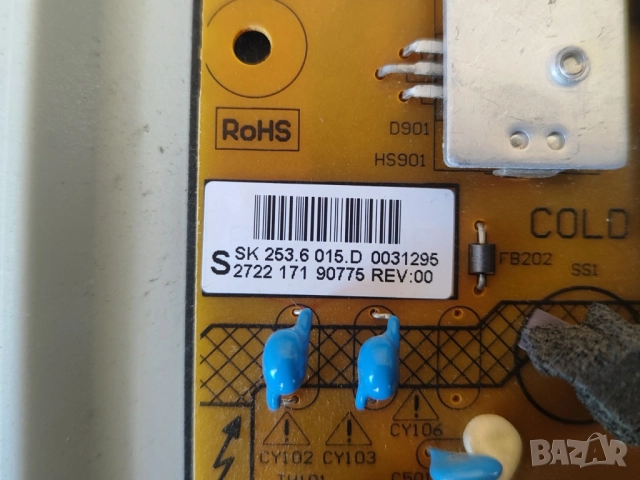 RoHS
D901
HS901
SK 253.6 015.D 0031295
S 2722 171 90775 REV:00
COLD
FB202
SS1
CY106
CY102 CY103
BAZAR